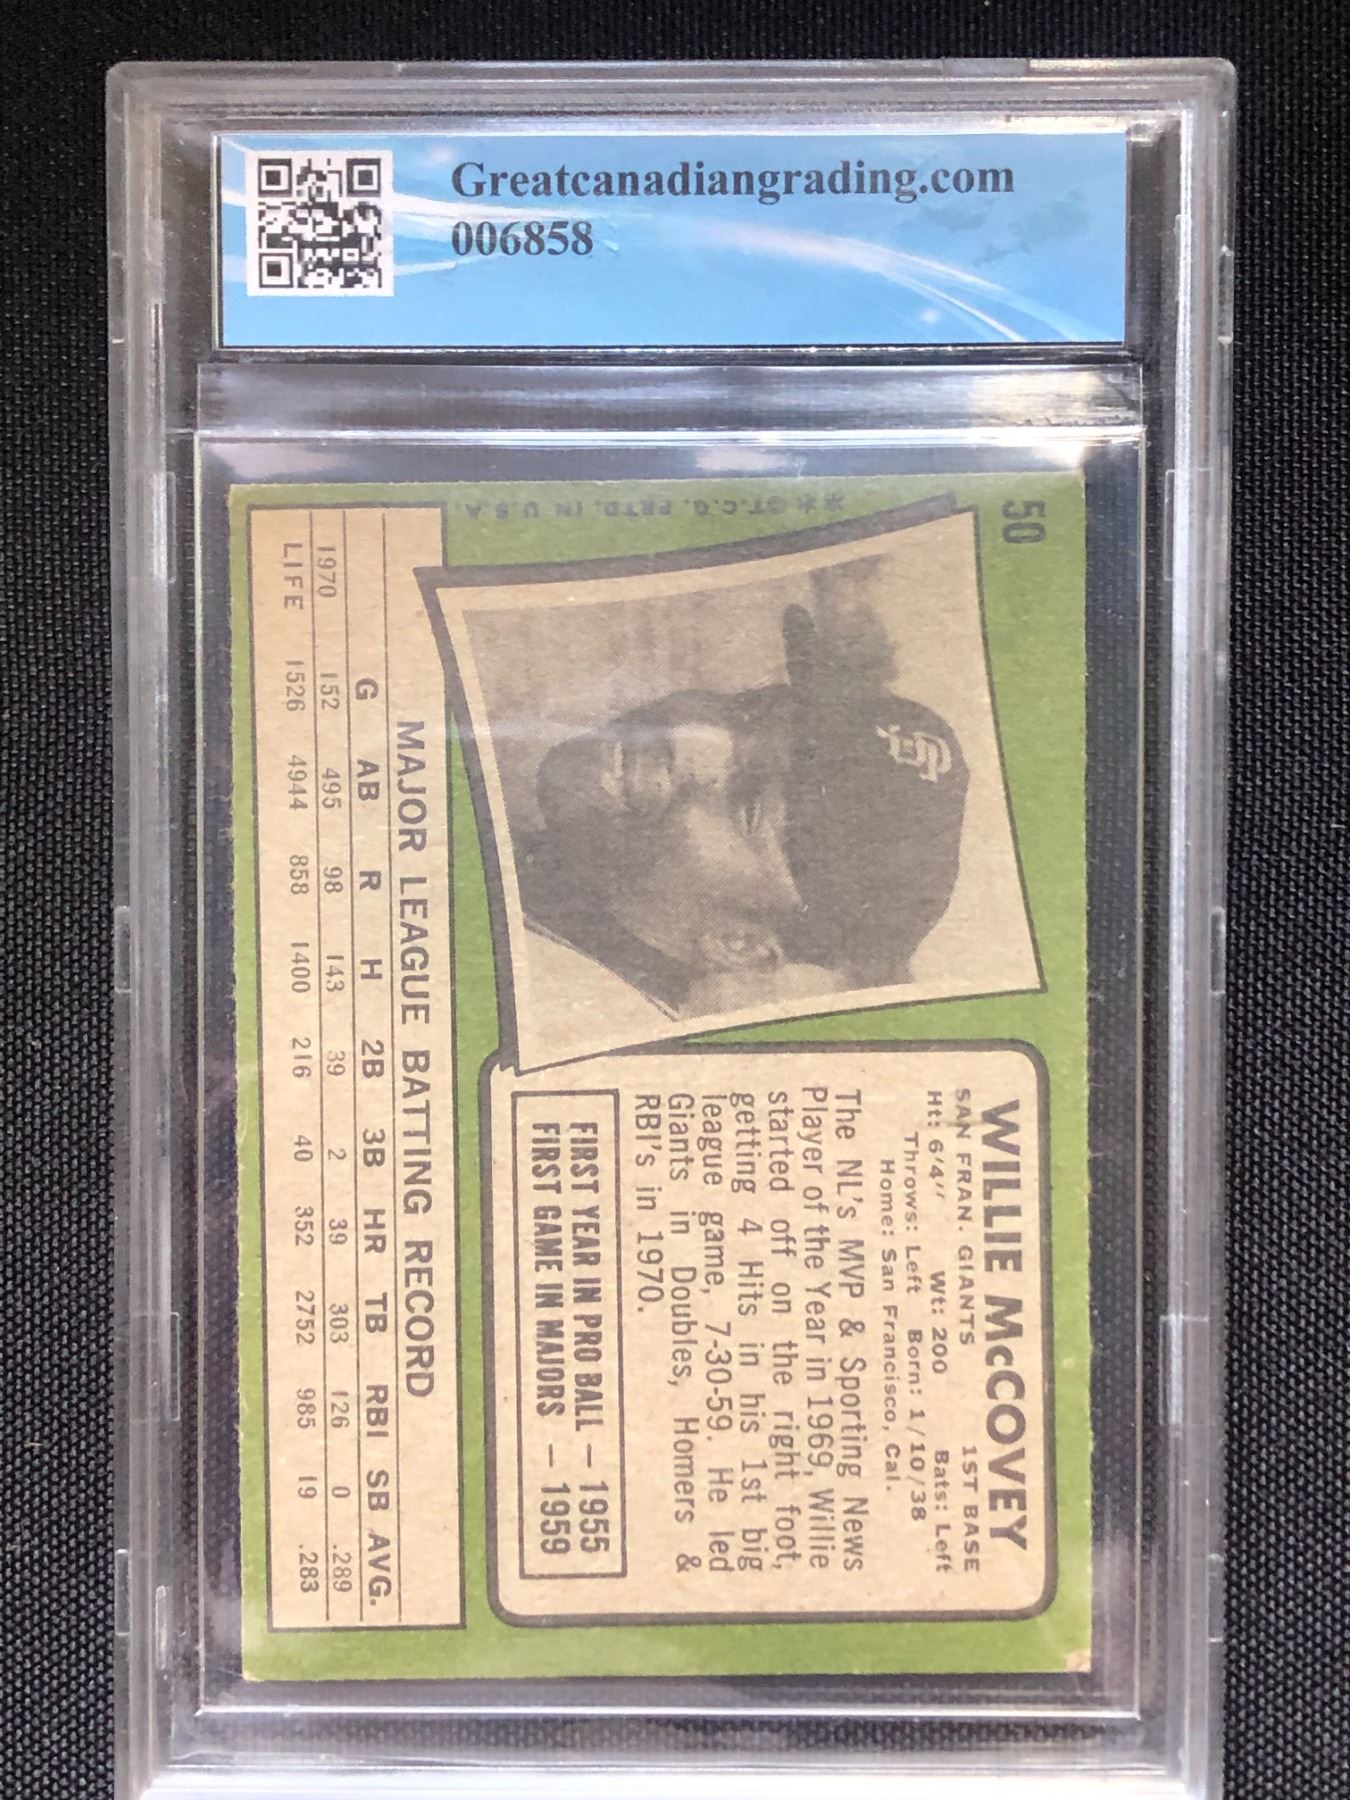 Greatcanadiangrading.com
006858
50
WILLIE McCOVEY
SAN FRAN. GIANTS 1ST BASE
Ht: 6'4" Wt: 200 Bats: Left
Throws: Left Born: 1/10/38
Home: San Francisco, Cal.
The NL's MVP & Sporting News
Player of the Year in 1969, Willie
started off on the right foot,
getting 4 Hits in his 1st big
league game, 7-30-59. He led
Giants in Doubles, Homers &
RBI's in 1970.
FIRST YEAR IN PRO BALL — 1955
FIRST GAME IN MAJORS — 1959
SF
** ©T.C.G. PRTD. IN U.S.A.
MAJOR LEAGUE BATTING RECORD
G AB R H 2B 3B HR TB RBI SB AVG.
1970 152 495 98 143 39 2 39 303 126 0 .289
LIFE 1526 4944 858 1400 216 40 352 2752 985 19 .283